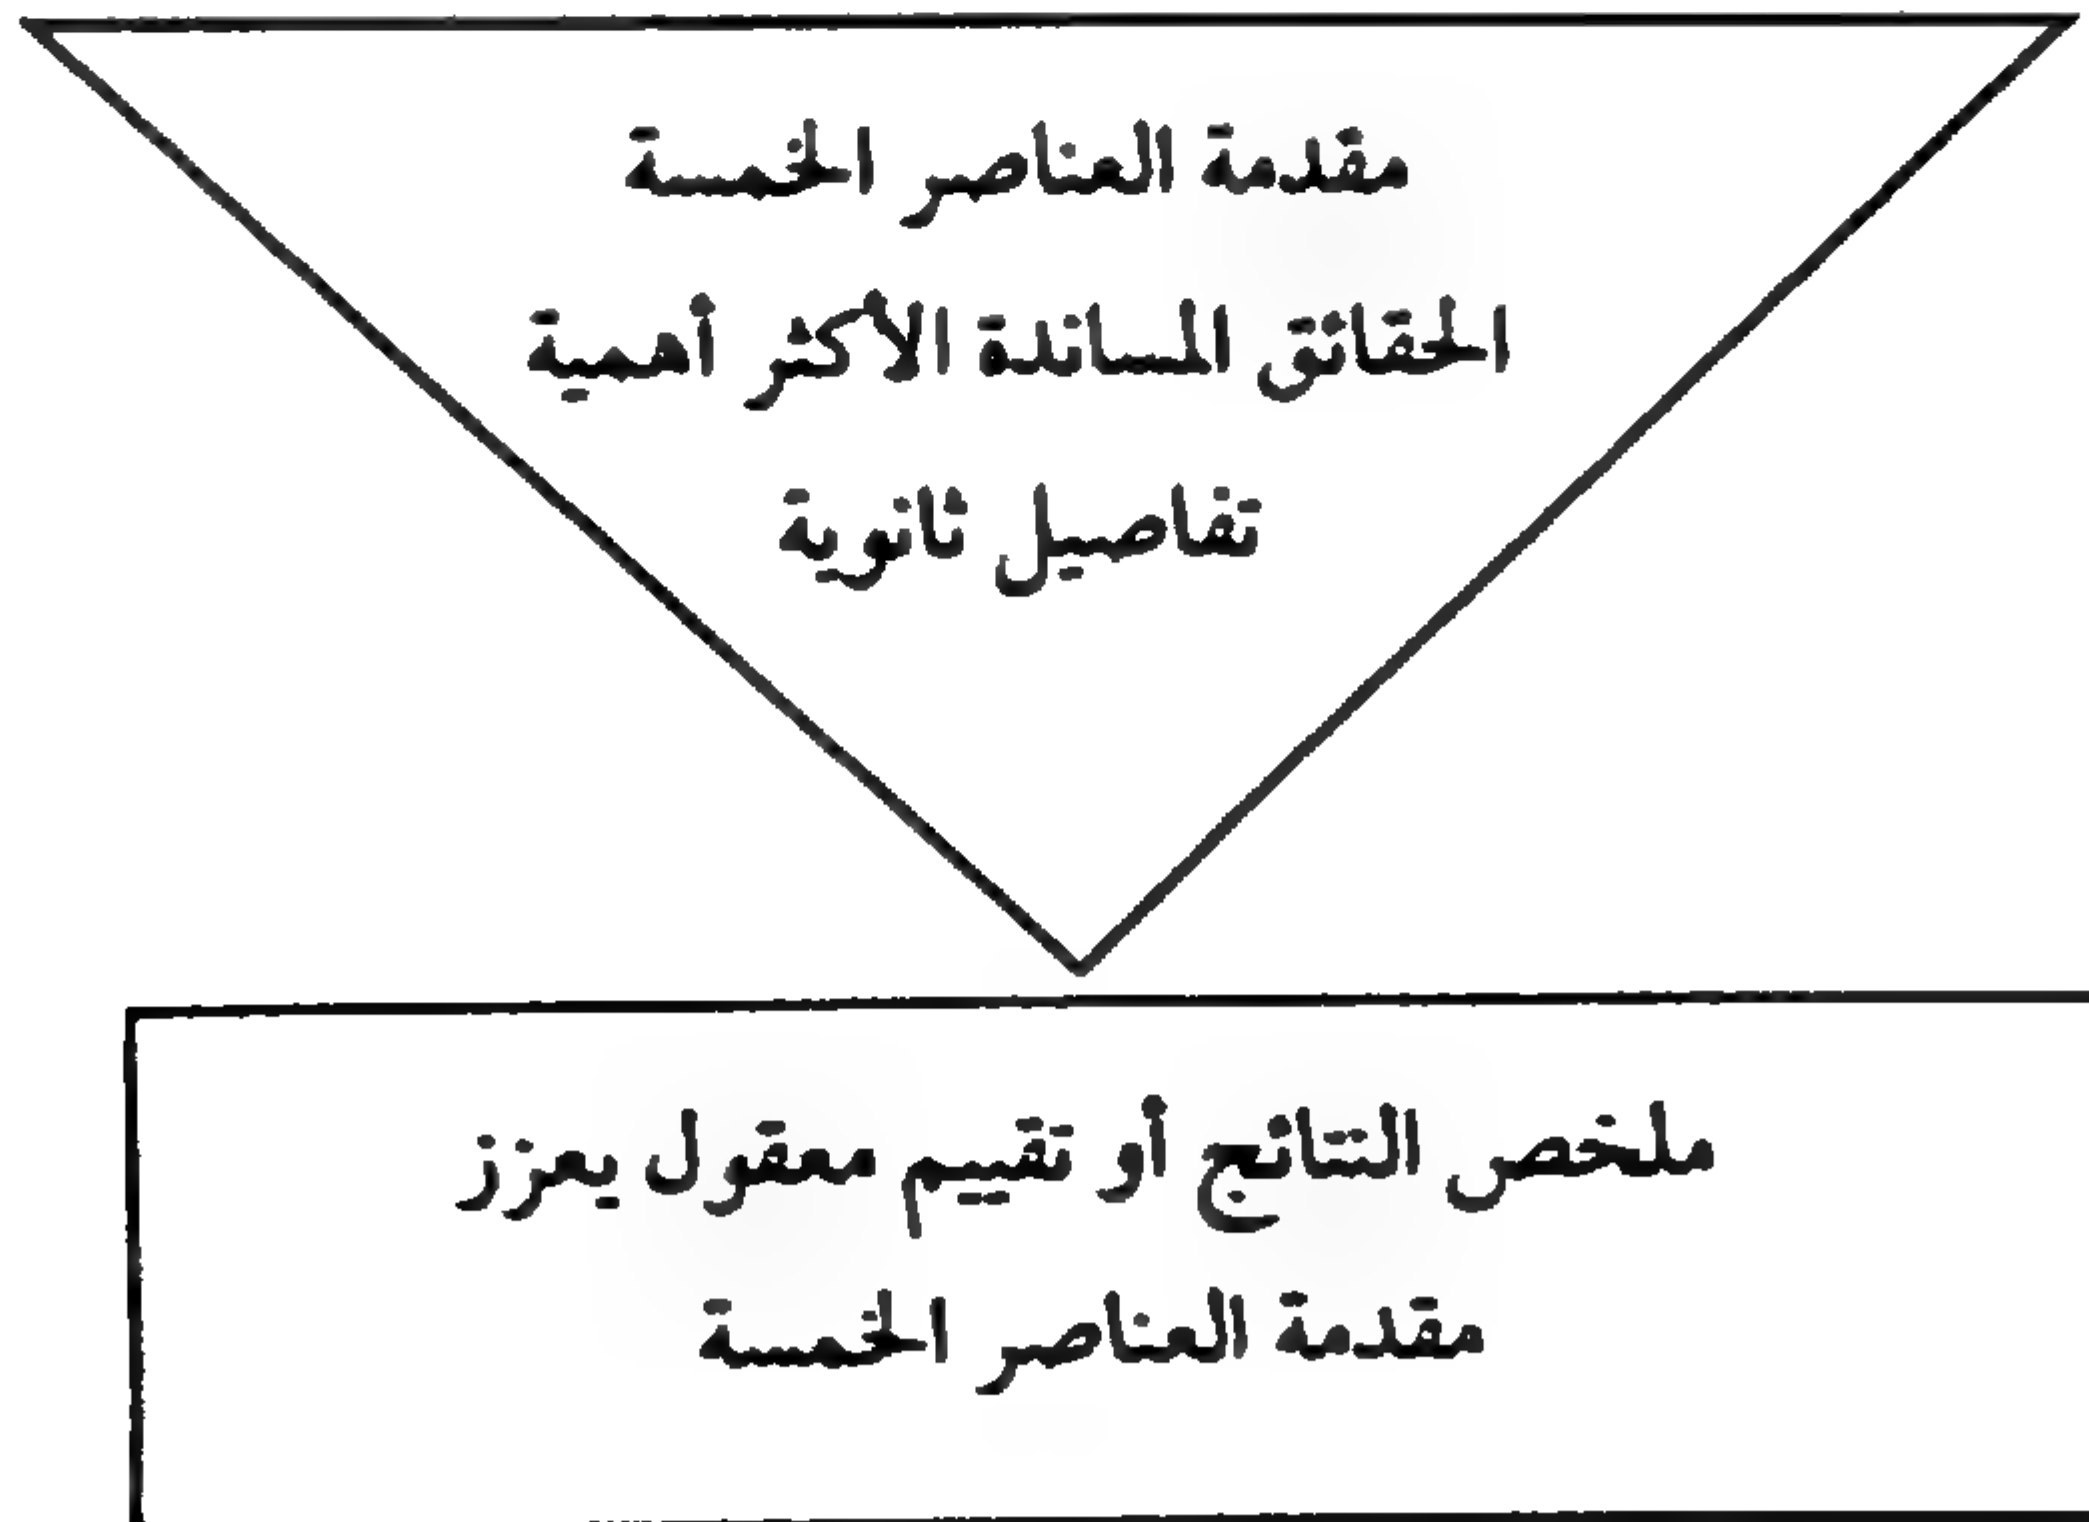 مقدمة العناصر الخمسة
الحقائق المساندة الأكثر أهمية
تفاصيل ثانوية
ملخص النتائج أو تقييم معقول يعزز
مقدمة العناصر الخمسة